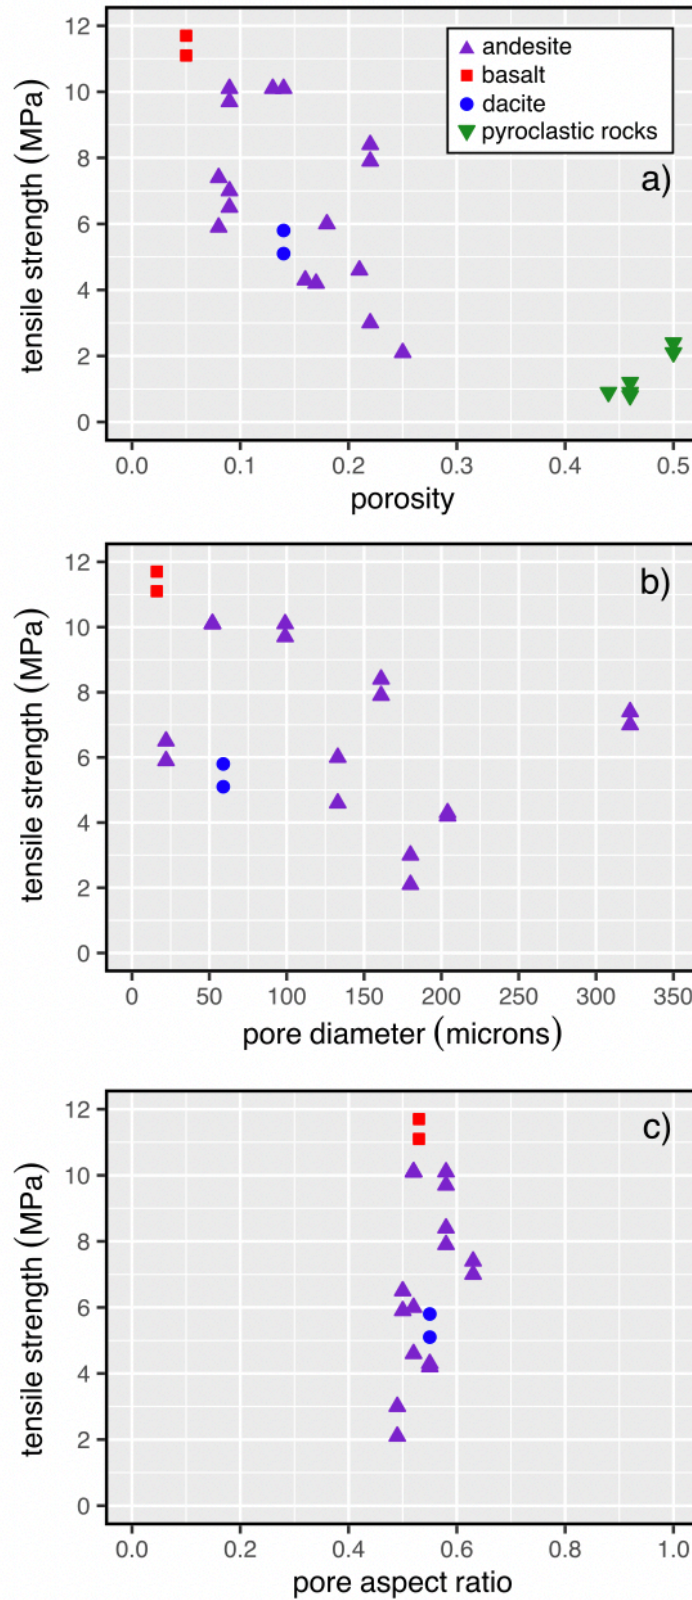 12
10
8
6
4
2
0
tensile strength (MPa)
andesite
basalt
dacite
pyroclastic rocks
a)
0.0 0.1 0.2 0.3 0.4 0.5
porosity
12
10
8
6
4
2
0
tensile strength (MPa)
b)
0 50 100 150 200 250 300 350
pore diameter (microns)
12
10
8
6
4
2
0
tensile strength (MPa)
c)
0.0 0.2 0.4 0.6 0.8 1.0
pore aspect ratio